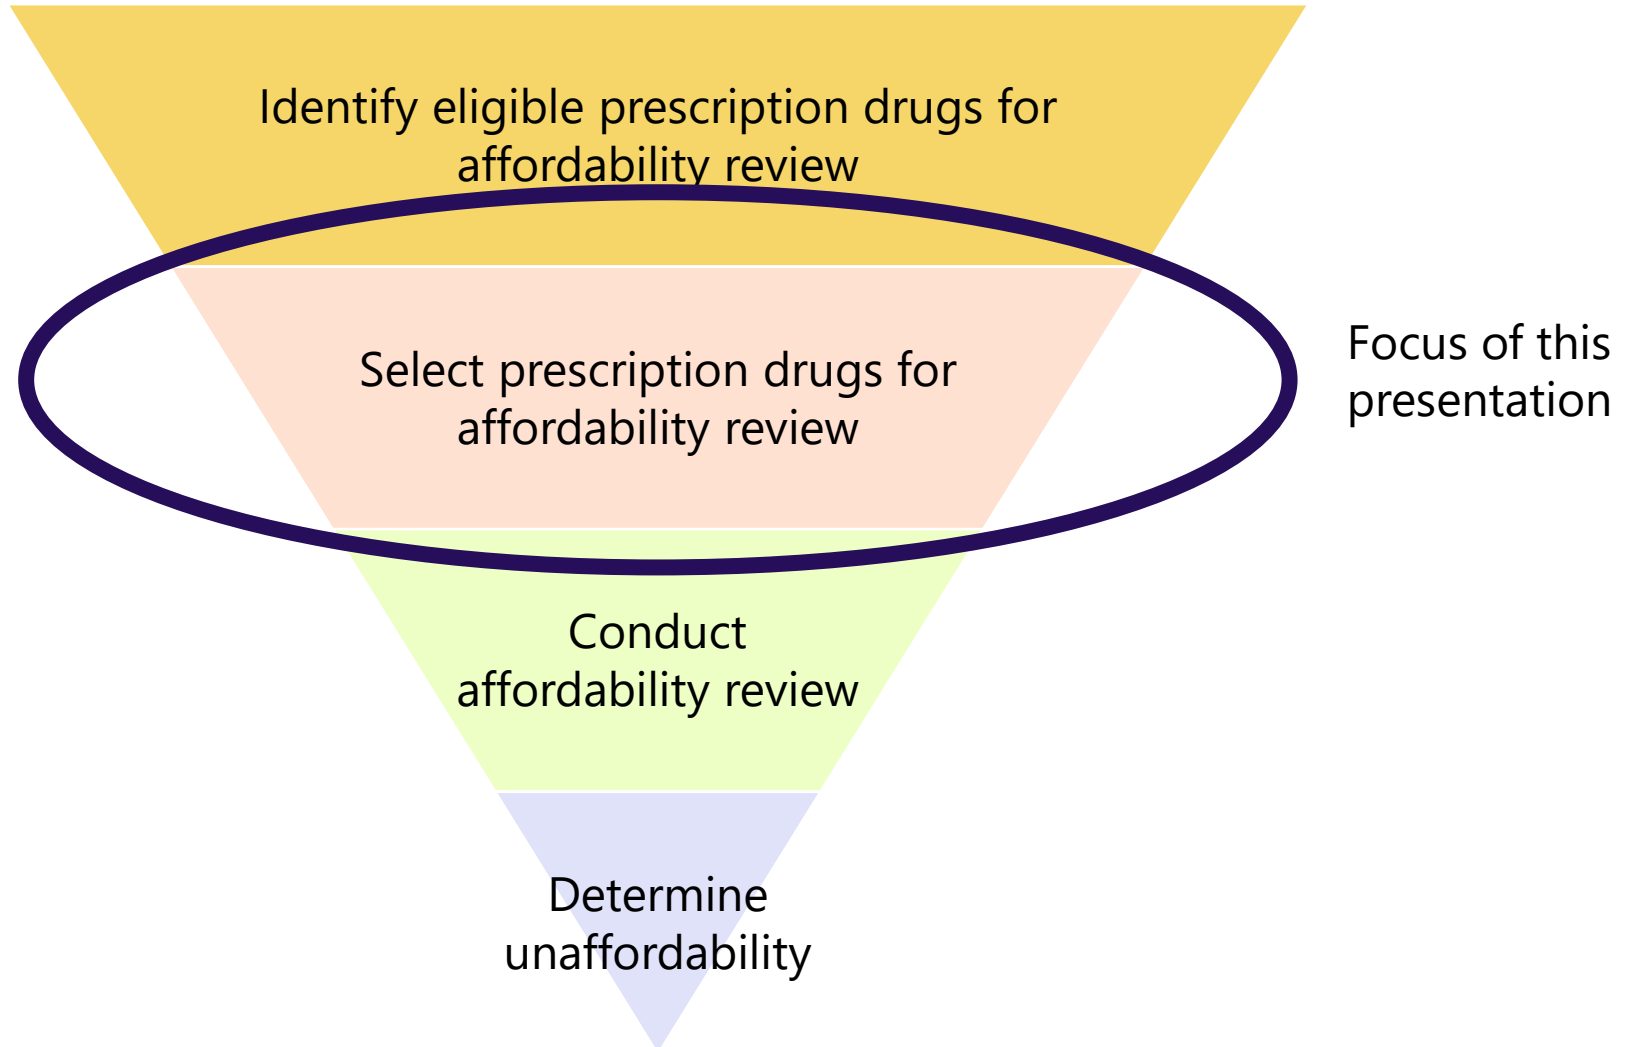 Identify eligible prescription drugs for
affordability review
Select prescription drugs for
affordability review
Focus of this
presentation
Conduct
affordability review
Determine
unaffordability